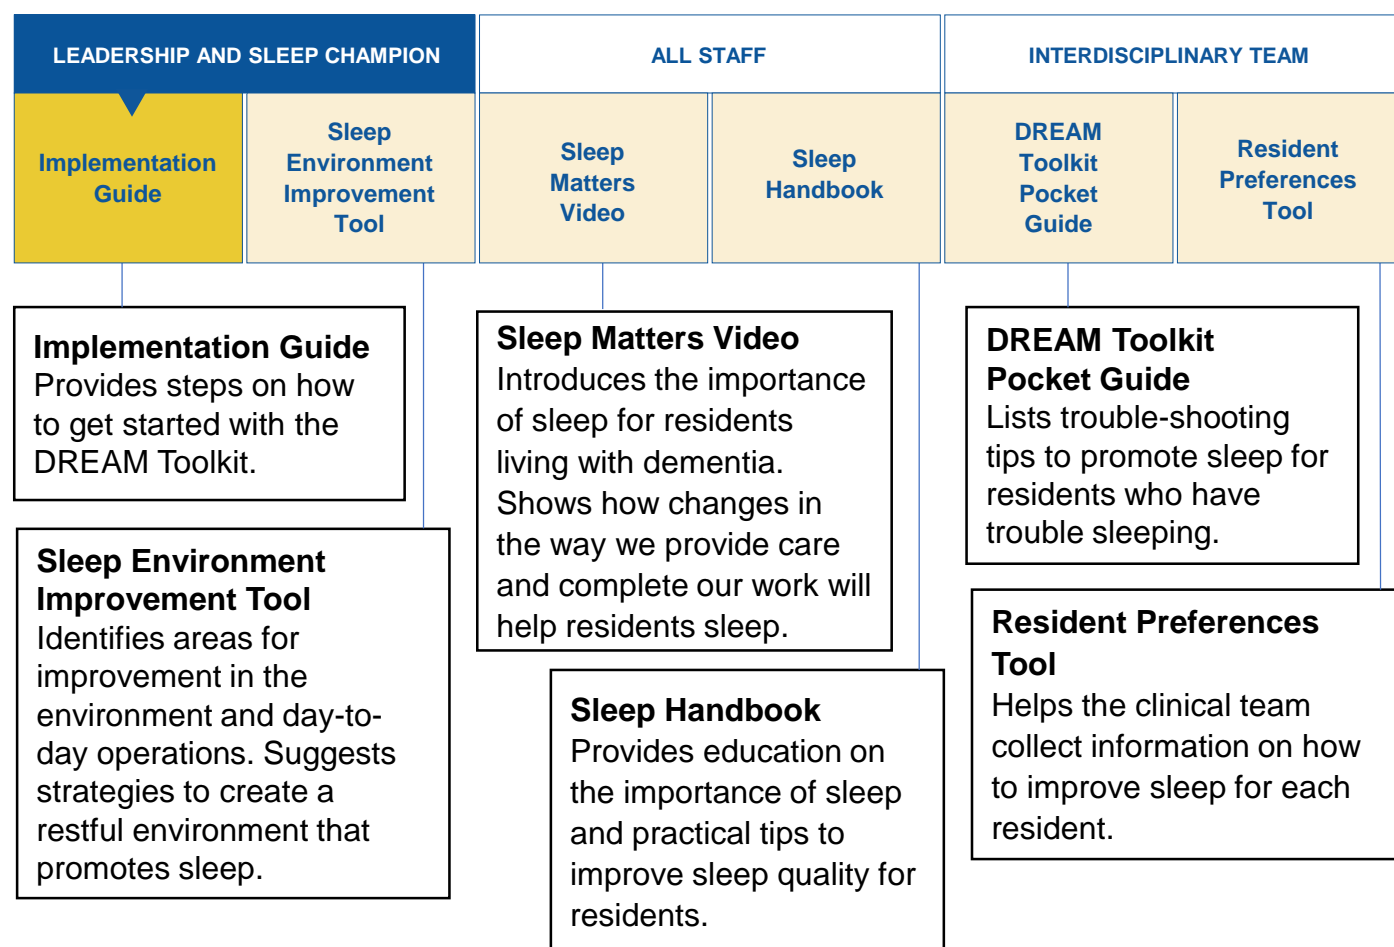 LEADERSHIP AND SLEEP CHAMPION
ALL STAFF
INTERDISCIPLINARY TEAM
Implementation
Guide
Sleep
Environment
Improvement
Tool
Sleep
Matters
Video
Sleep
Handbook
DREAM
Toolkit
Pocket
Guide
Resident
Preferences
Tool
Implementation Guide
Provides steps on how
to get started with the
DREAM Toolkit.
Sleep Environment
Improvement Tool
Identifies areas for
improvement in the
environment and day-to-
day operations. Suggests
strategies to create a
restful environment that
promotes sleep.
Sleep Matters Video
Introduces the importance
of sleep for residents
living with dementia.
Shows how changes in
the way we provide care
and complete our work will
help residents sleep.
Sleep Handbook
Provides education on
the importance of sleep
and practical tips to
improve sleep quality for
residents.
DREAM Toolkit
Pocket Guide
Lists trouble-shooting
tips to promote sleep for
residents who have
trouble sleeping.
Resident Preferences
Tool
Helps the clinical team
collect information on how
to improve sleep for each
resident.